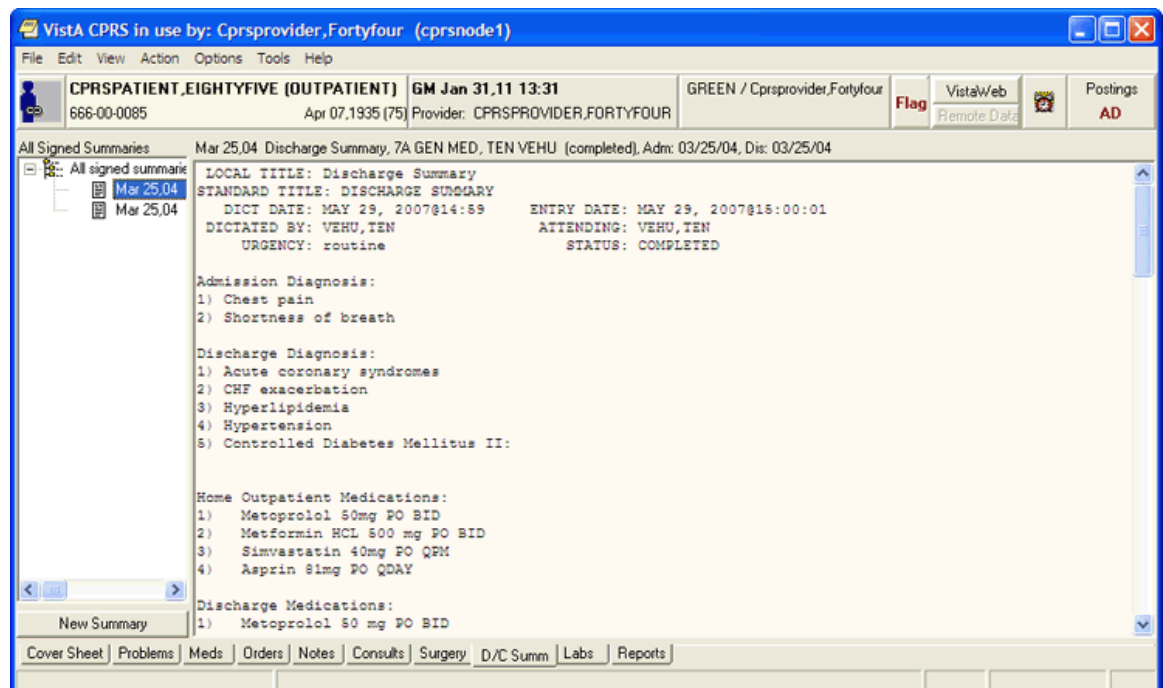 VistA CPRS in use by: Cprsprovider,Fortyfour (cprsnode1)
File Edit View Action Options Tools Help
CPRSPATIENT,EIGHTYFIVE (OUTPATIENT) GM Jan 31,11 13:31 GREEN / Cprsprovider,Fortyfour Flag VistaWeb Postings
666-00-0085 Apr 07,1935 (75) Provider: CPRSPROVIDER,FORTYFOUR Remote Data AD
All Signed Summaries Mar 25,04 Discharge Summary, 7A GEN MED, TEN VEHU (completed), Adm: 03/25/04, Dis: 03/25/04
All signed summarie
Mar 25,04
Mar 25,04
New Summary
LOCAL TITLE: Discharge Summary
STANDARD TITLE: DISCHARGE SUMMARY
DICT DATE: MAY 29, 2007@14:59 ENTRY DATE: MAY 29, 2007@15:00:01
DICTATED BY: VEHU,TEN ATTENDING: VEHU,TEN
URGENCY: routine STATUS: COMPLETED
Admission Diagnosis:
1) Chest pain
2) Shortness of breath
Discharge Diagnosis:
1) Acute coronary syndromes
2) CHF exacerbation
3) Hyperlipidemia
4) Hypertension
5) Controlled Diabetes Mellitus II:
Home Outpatient Medications:
1) Metoprolol 50mg PO BID
2) Metformin HCL 500 mg PO BID
3) Simvastatin 40mg PO QPM
4) Asprin 81mg PO QDAY
Discharge Medications:
1) Metoprolol 50 mg PO BID
Cover Sheet Problems Meds Orders Notes Consults Surgery D/C Summ Labs Reports